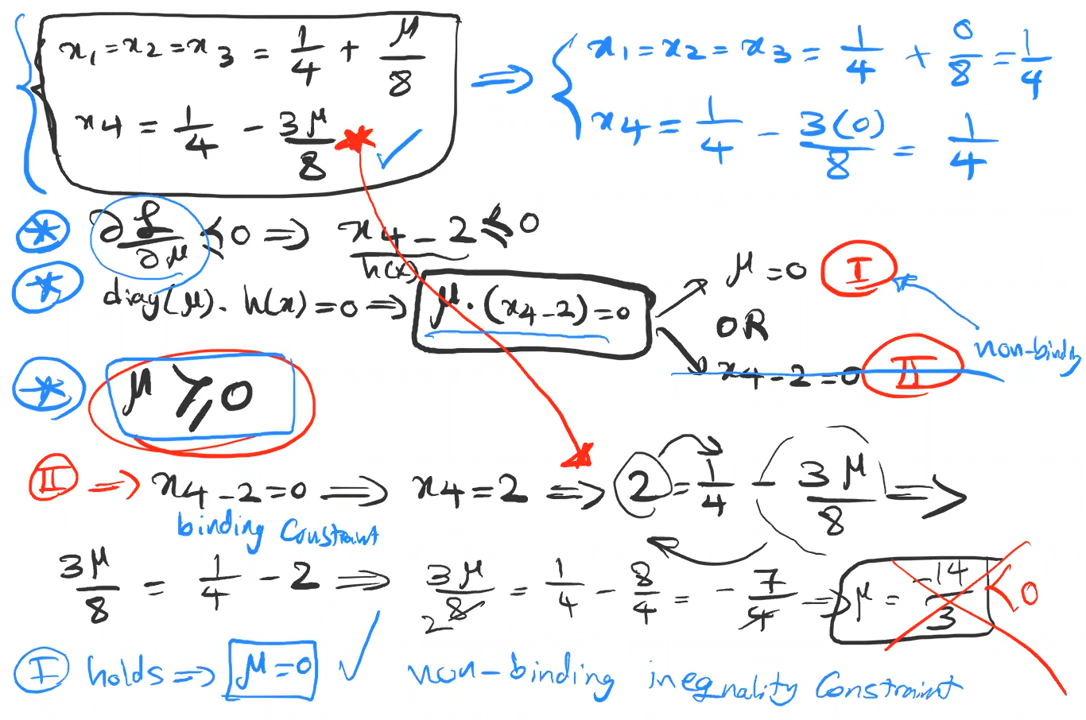 x₁ = x₂ = x₃ = 1/4 + μ/8 ⇒ x₁ = x₂ = x₃ = 1/4 + 0/8 = 1/4
x₄ = 1/4 - 3μ/8 ✓ x₄ = 1/4 - 3(0)/8 = 1/4
* ∂ℒ/∂μ ≤ 0 ⇒ x₄ - 2 ≤ 0
h(x)
* diag(μ) · h(x) = 0 ⇒ μ · (x₄ - 2) = 0
μ = 0 I
OR
x₄ - 2 = 0 II
non-binding
* μ ≥ 0
II ⇒ x₄ - 2 = 0 ⇒ x₄ = 2 ⇒ 2 = 1/4 - 3μ/8 ⇒
binding Constraint
3μ/8 = 1/4 - 2 ⇒ 3μ/8 2 = 1/4 - 8/4 = - 7/4 ⇒ μ = -14/3 < 0
I holds ⇒ μ = 0 ✓ non-binding inequality Constraint